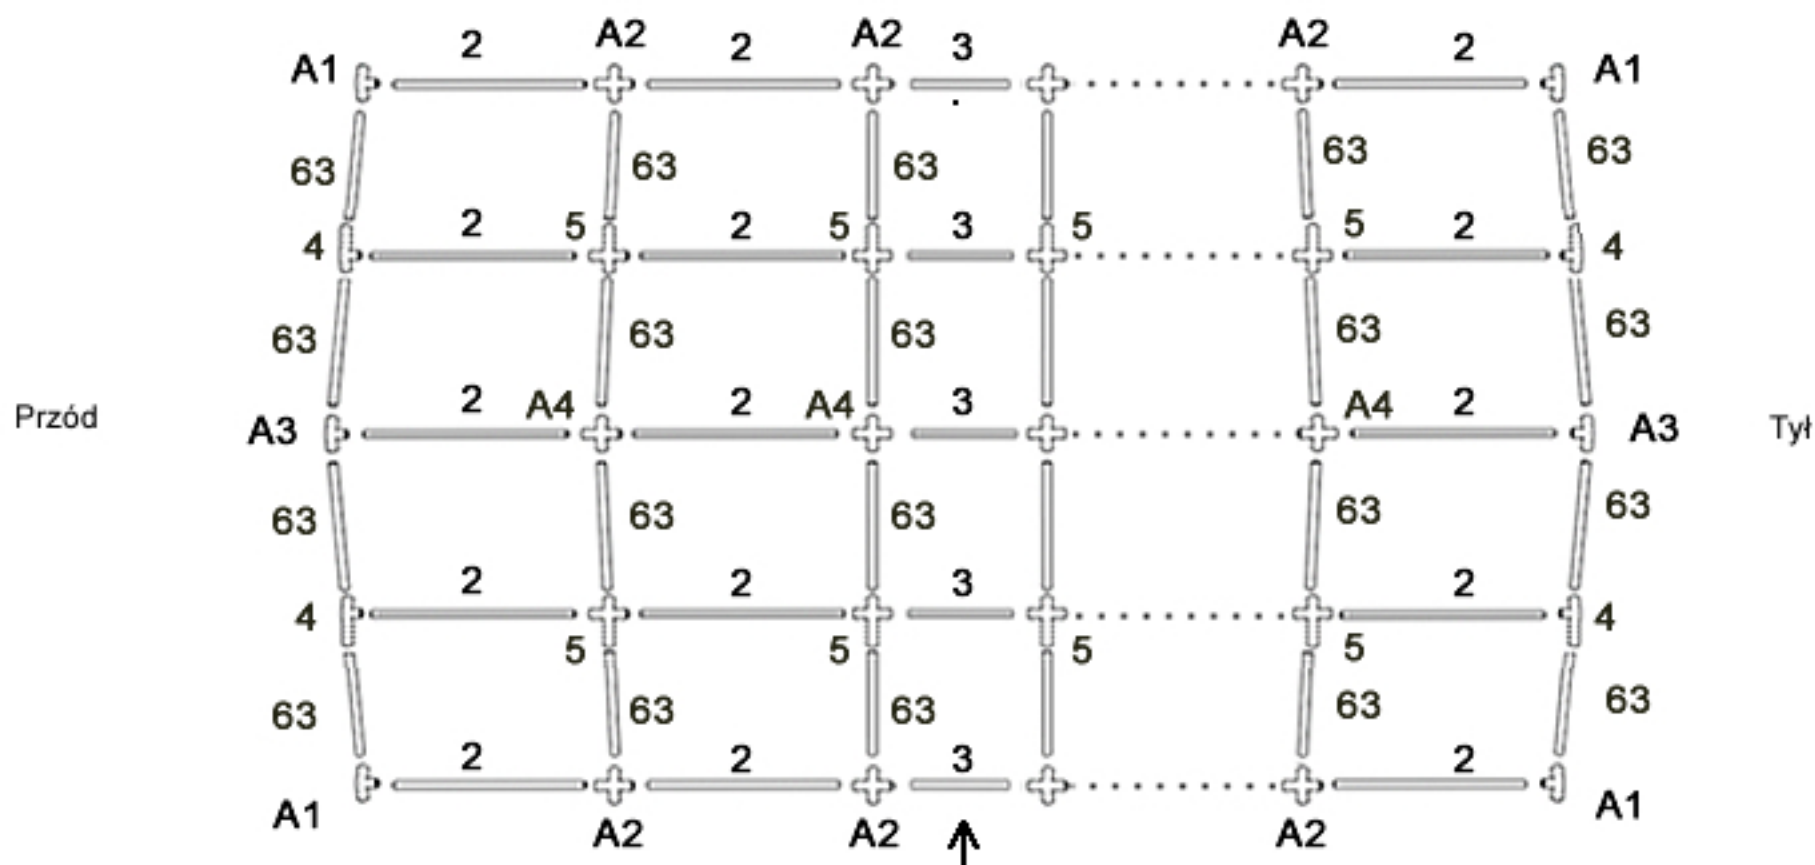 2 A2 2 A2 3 A2 2
A1 A1
63 63 63 63 63
2 5 2 5 3 5 5 2
4 4
63 63 63 63 63
2 A4 2 A4 3 A4 2
Przód A3 A3 Tył
63 63 63 63 63
2 2 3 2
4 4
5 5 5 5
63 63 63 63 63
2 2 3 2
A1 A1
A2 A2 A2